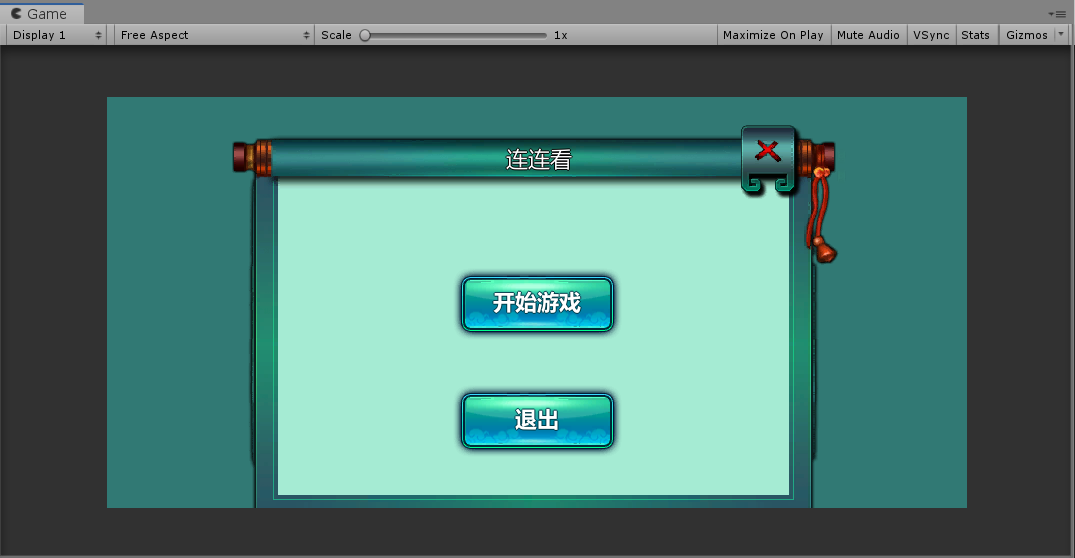 Game
Display 1 Free Aspect Scale 1x Maximize On Play Mute Audio VSync Stats Gizmos
连连看
开始游戏
退出